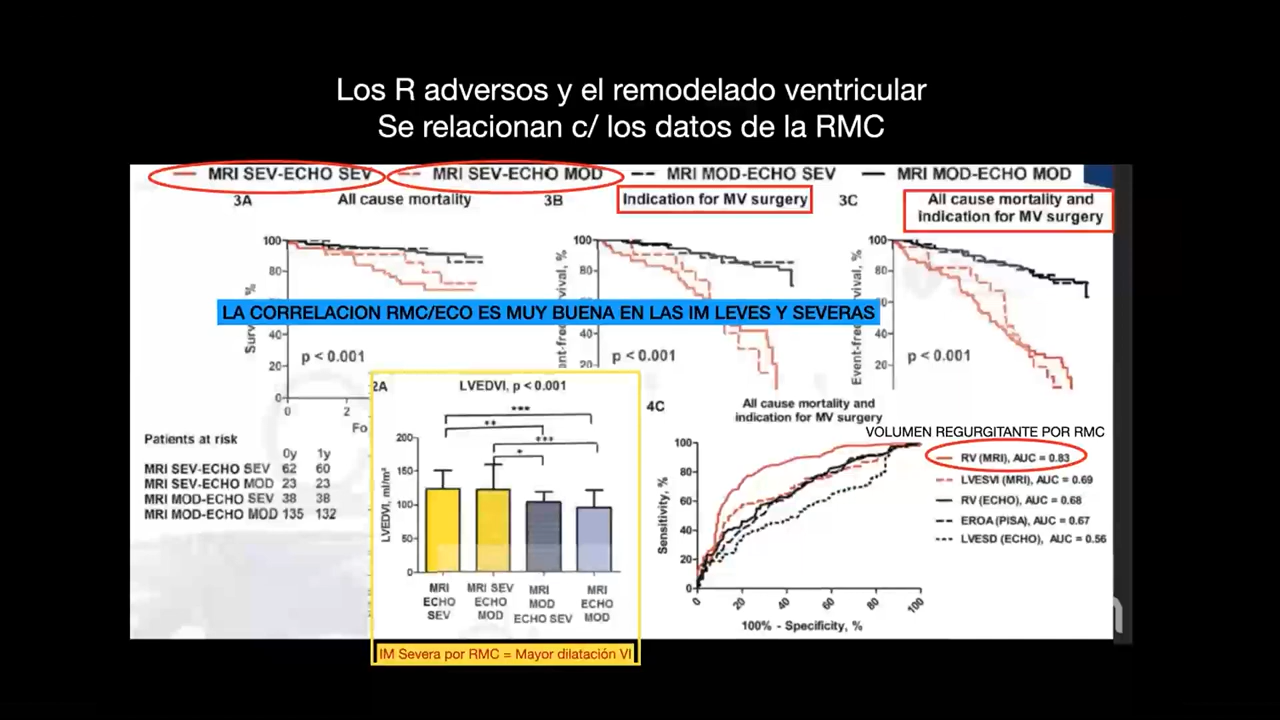 Los R adversos y el remodelado ventricular
Se relacionan c/ los datos de la RMC
MRI SEV-ECHO SEV
MRI SEV-ECHO MOD
MRI MOD-ECHO SEV
MRI MOD-ECHO MOD
3A
All cause mortality
3B
Indication for MV surgery
3C
All cause mortality and
indication for MV surgery
100
80
40
20
0
0
2
Fo
p < 0.001
100
80
40
20
p < 0.001
Event-free
100
80
60
40
20
p < 0.001
LA CORRELACION RMC/ECO ES MUY BUENA EN LAS IM LEVES Y SEVERAS
Patients at risk
0y 1y
MRI SEV-ECHO SEV 62 60
MRI SEV-ECHO MOD 23 23
MRI MOD-ECHO SEV 38 38
MRI MOD-ECHO MOD 135 132
2A
LVEDVI, p < 0.001
***
**
***
*
LVEDVI, ml/m²
200
150
100
50
0
MRI
ECHO
SEV
MRI SEV
ECHO
MOD
MRI
MOD
ECHO SEV
MRI
ECHO
MOD
IM Severa por RMC = Mayor dilatación VI
4C
All cause mortality and
indication for MV surgery
VOLUMEN REGURGITANTE POR RMC
Sensitivity, %
100
80
60
40
20
0
0
20
40
60
80
100
100% - Specificity, %
RV (MRI), AUC = 0.83
LVESVI (MRI), AUC = 0.69
RV (ECHO), AUC = 0.68
EROA (PISA), AUC = 0.67
LVESD (ECHO), AUC = 0.56